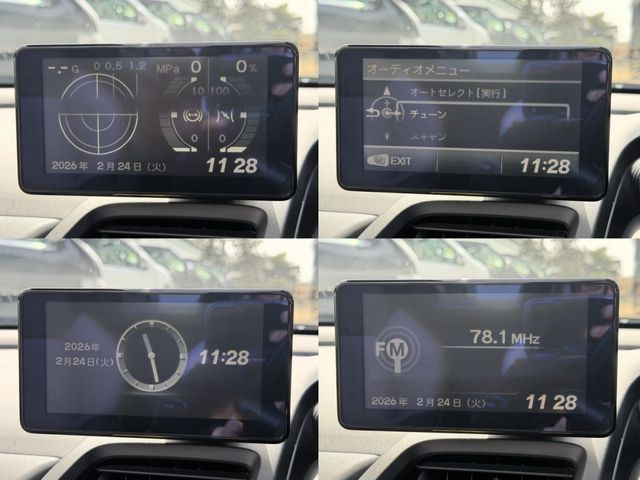 -.- G 0 0.5 1.2 MPa 0 0 %
10 100
0 0
2026年 2月24日(火) 11:28
オーディオメニュー
オートセレクト[実行]
チューン
スキャン
EXIT 11:28
2026年
2月24日(火) 11:28
78.1 MHz
FM
2026年 2月24日(火) 11:28